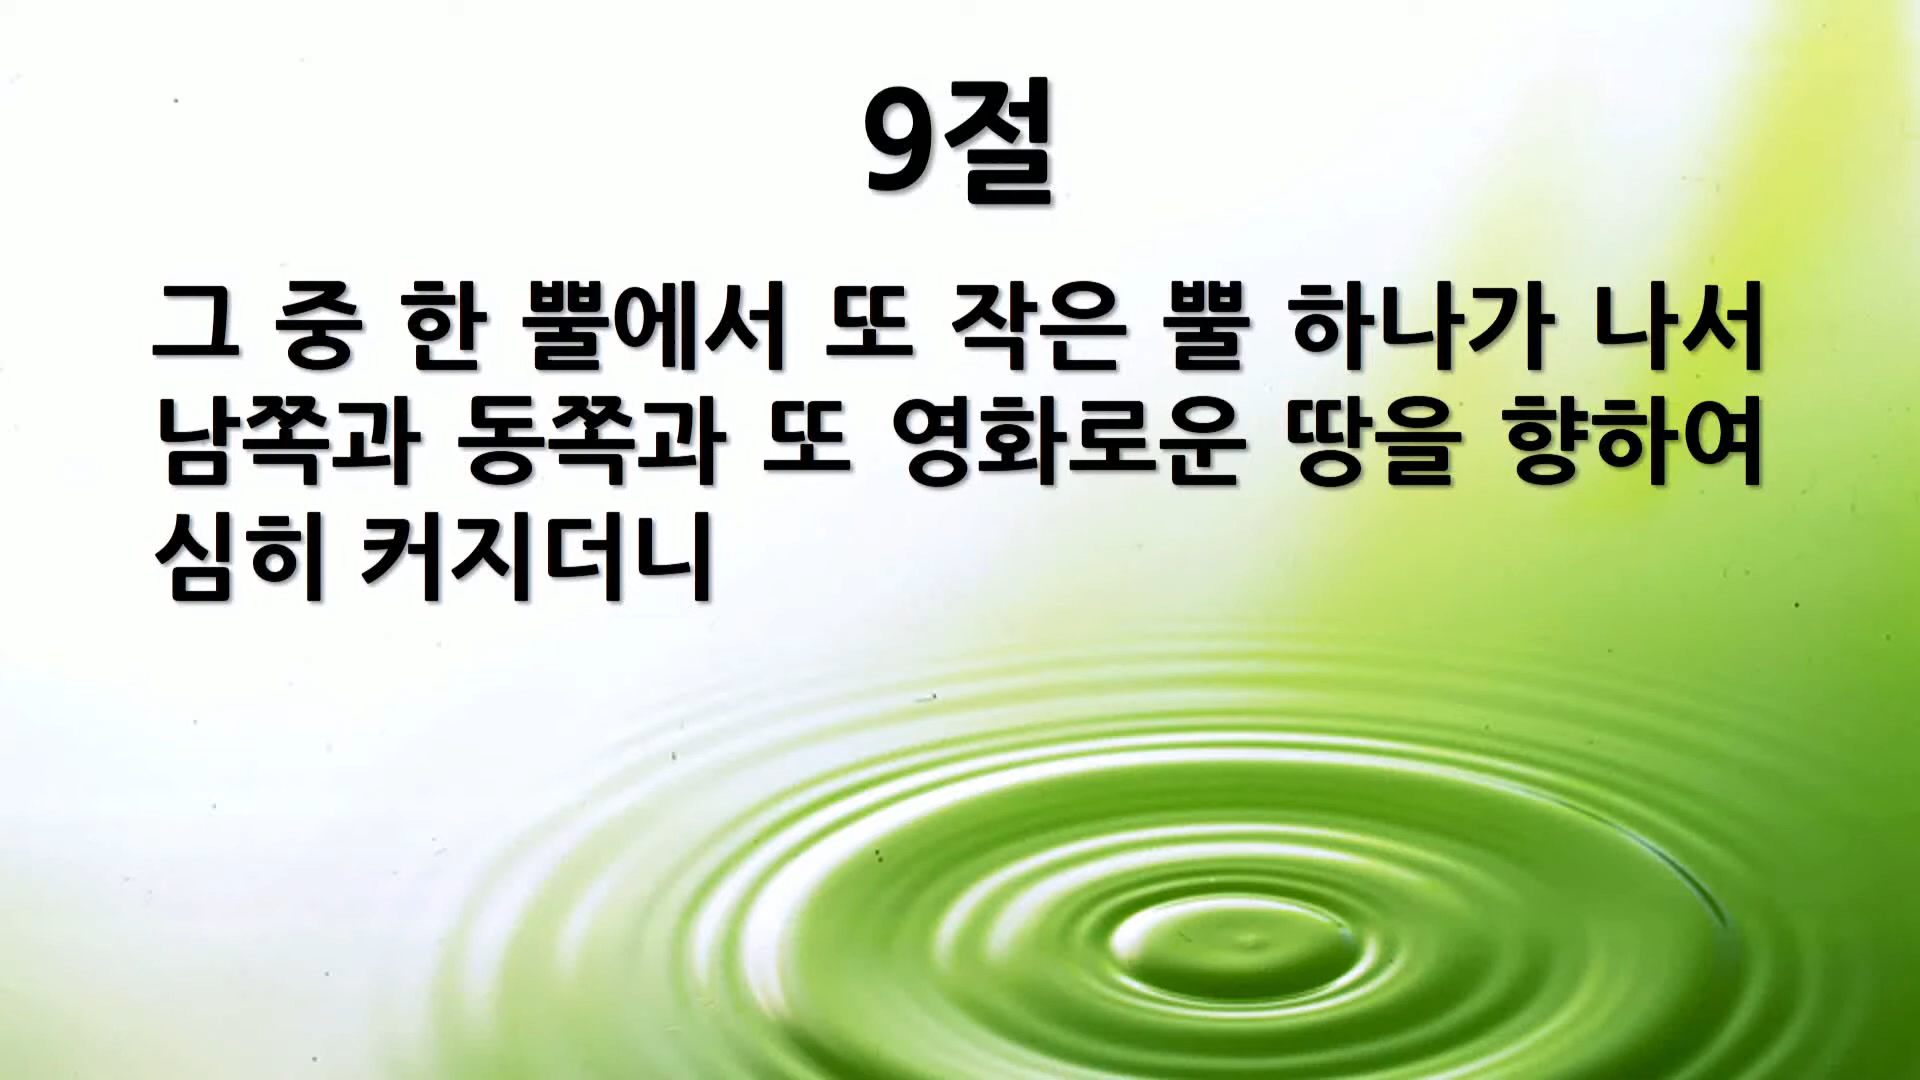 9절
그 중 한 뿔에서 또 작은 뿔 하나가 나서
남쪽과 동쪽과 또 영화로운 땅을 향하여
심히 커지더니